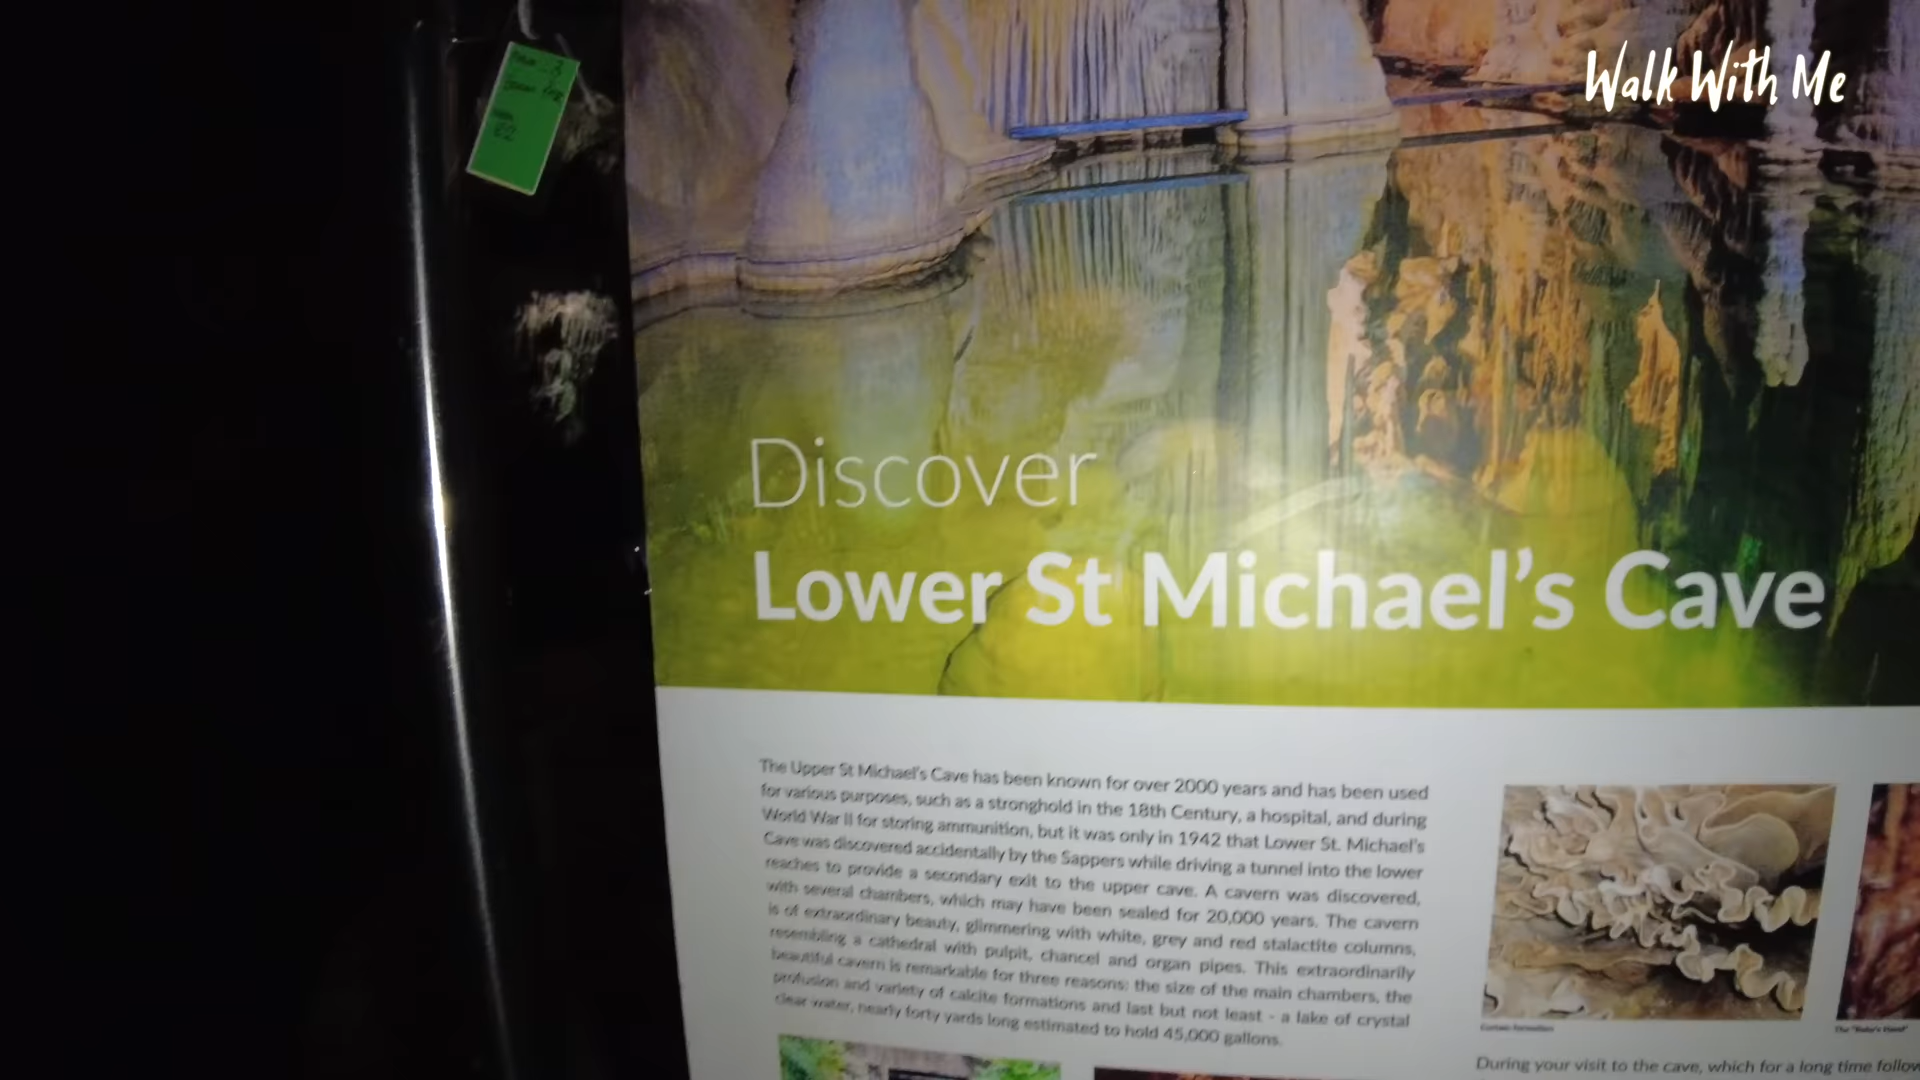 Walk With Me
Discover
Lower St Michael's Cave
The Upper St Michael's Cave has been known for over 2000 years and has been used
for various purposes, such as a stronghold in the 18th Century, a hospital, and during
World War II for storing ammunition, but it was only in 1942 that Lower St. Michael's
Cave was discovered accidentally by the Sappers while driving a tunnel into the lower
reaches to provide a secondary exit to the upper cave. A cavern was discovered,
with several chambers, which may have been sealed for 20,000 years. The cavern
is of extraordinary beauty, glimmering with white, grey and red stalactite columns,
resembling a cathedral with pulpit, chancel and organ pipes. This extraordinarily
beautiful cavern is remarkable for three reasons: the size of the main chambers, the
profusion and variety of calcite formations and last but not least - a lake of crystal
clear water, nearly forty yards long estimated to hold 45,000 gallons.
During your visit to the cave, which for a long time follow